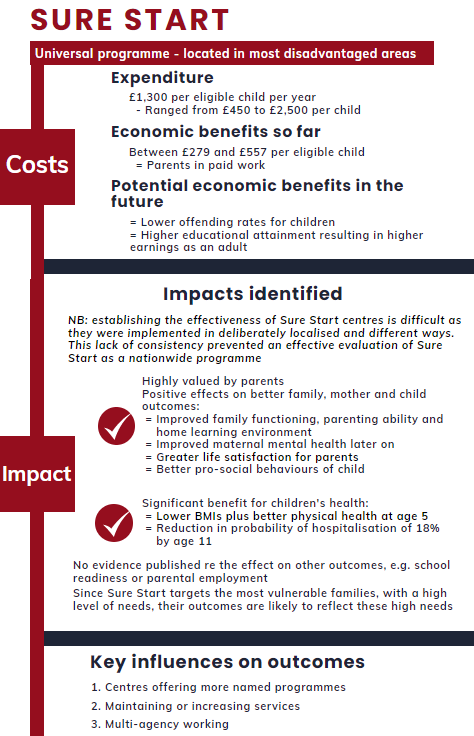 SURE START
Universal programme - located in most disadvantaged areas
Expenditure
£1,300 per eligible child per year
- Ranged from £450 to £2,500 per child
Economic benefits so far
Between £279 and £557 per eligible child
= Parents in paid work
Costs
Potential economic benefits in the
future
= Lower offending rates for children
= Higher educational attainment resulting in higher
earnings as an adult
Impacts identified
NB: establishing the effectiveness of Sure Start centres is difficult as
they were implemented in deliberately localised and different ways.
This lack of consistency prevented an effective evaluation of Sure
Start as a nationwide programme
Highly valued by parents
Positive effects on better family, mother and child
outcomes:
= Improved family functioning, parenting ability and
home learning environment
= Improved maternal mental health later on
= Greater life satisfaction for parents
= Better pro-social behaviours of child
Impact
Significant benefit for children's health:
= Lower BMIs plus better physical health at age 5
= Reduction in probability of hospitalisation of 18%
by age 11
No evidence published re the effect on other outcomes, e.g. school
readiness or parental employment
Since Sure Start targets the most vulnerable families, with a high
level of needs, their outcomes are likely to reflect these high needs
Key influences on outcomes
1. Centres offering more named programmes
2. Maintaining or increasing services
3. Multi-agency working